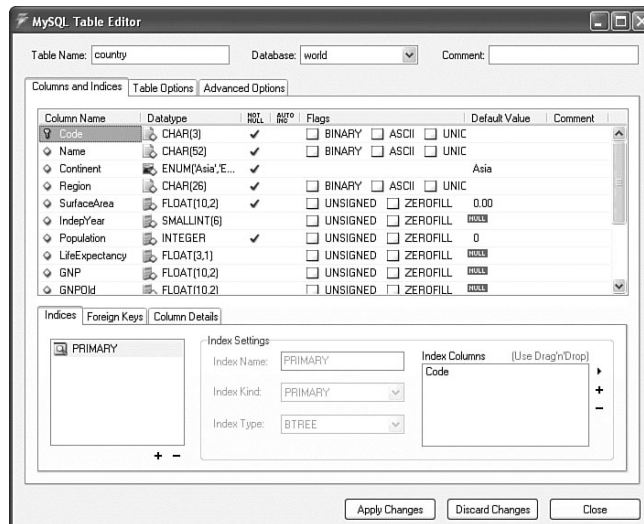 MySQL Table Editor
Table Name: country Database: world Comment:
Columns and Indices Table Options Advanced Options
Column Name Datatype NOT NULL AUTO INC Flags Default Value Comment
Code CHAR(3) BINARY ASCII UNIC
Name CHAR(52) BINARY ASCII UNIC
Continent ENUM('Asia','E... Asia
Region CHAR(26) BINARY ASCII UNIC
SurfaceArea FLOAT(10,2) UNSIGNED ZEROFILL 0.00
IndepYear SMALLINT(6) UNSIGNED ZEROFILL NULL
Population INTEGER UNSIGNED ZEROFILL 0
LifeExpectancy FLOAT(3,1) UNSIGNED ZEROFILL NULL
GNP FLOAT(10,2) UNSIGNED ZEROFILL NULL
GNPOld FLOAT(10,2) UNSIGNED ZEROFILL NULL
Indices Foreign Keys Column Details
PRIMARY
Index Settings
Index Name: PRIMARY
Index Kind: PRIMARY
Index Type: BTREE
Index Columns (Use Drag'n'Drop)
Code
Apply Changes Discard Changes Close